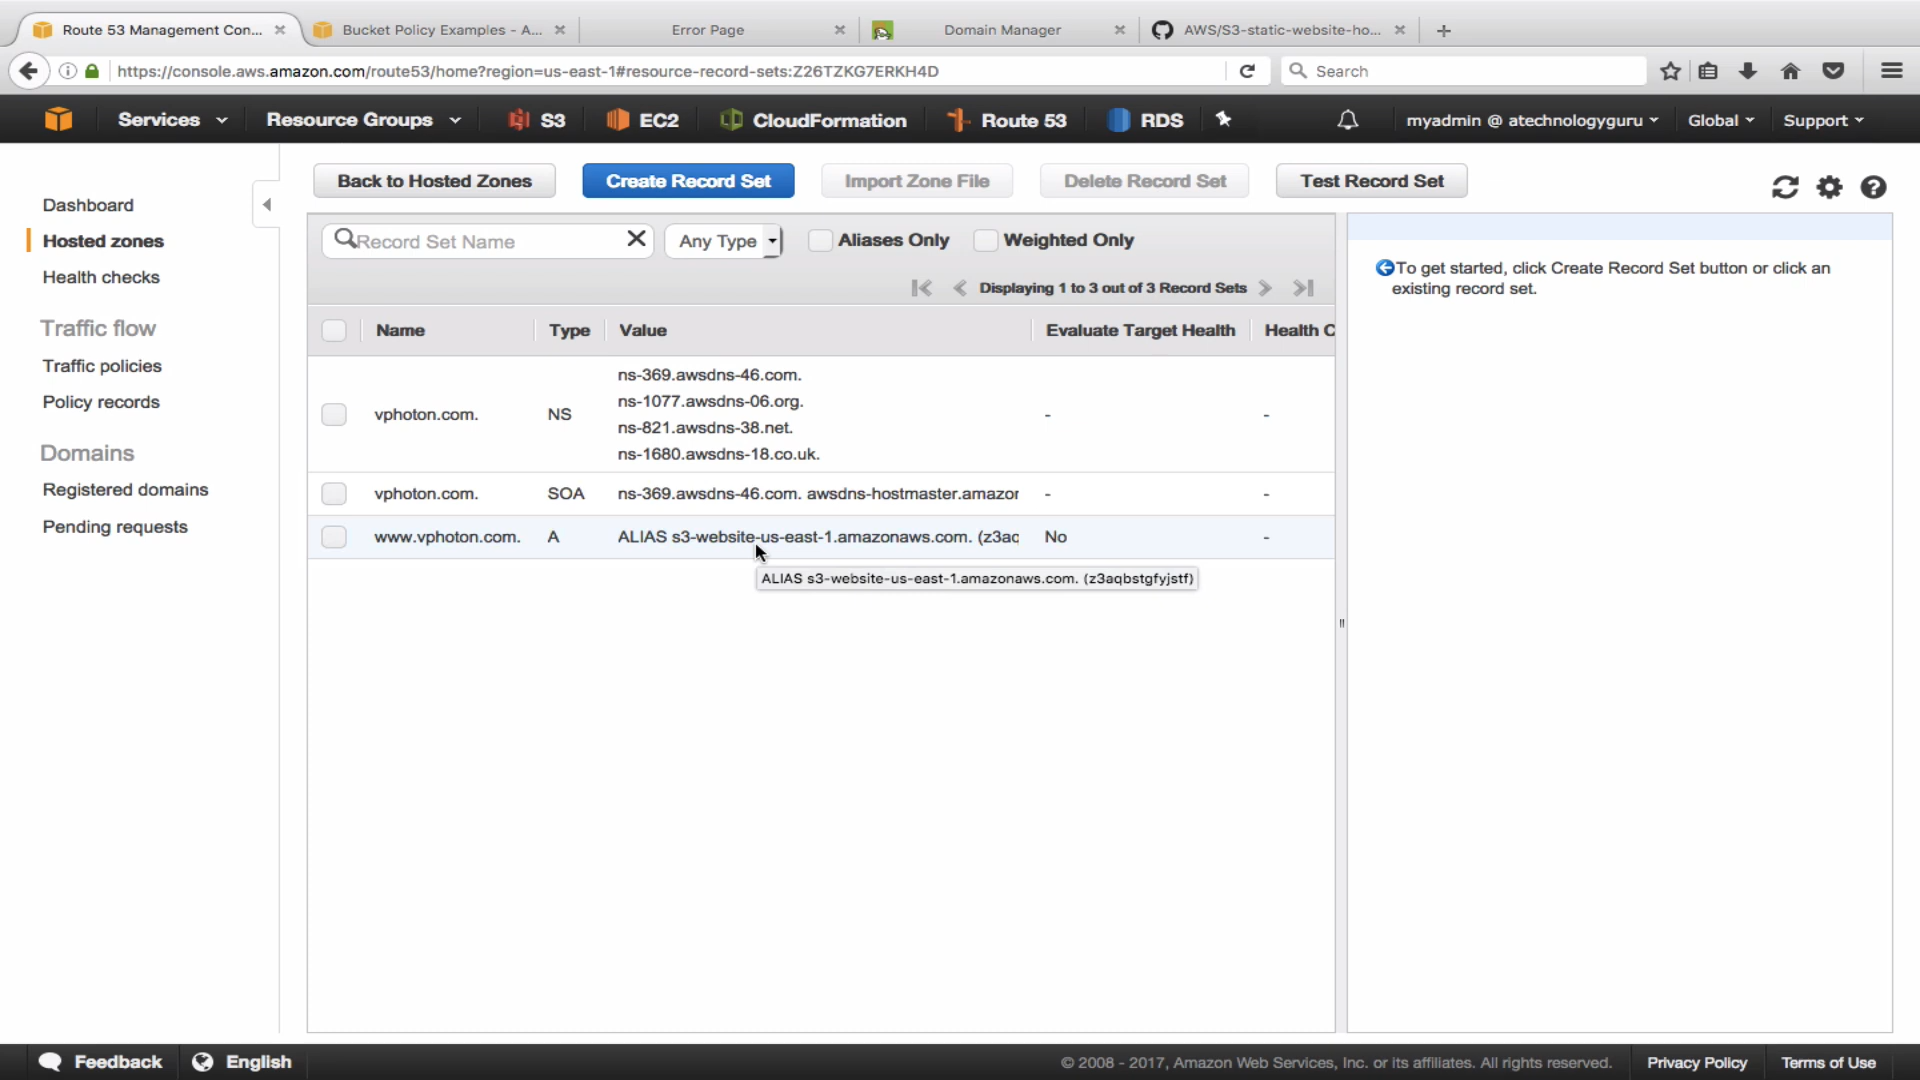 Route 53 Management Con...
Bucket Policy Examples - A...
Error Page
Domain Manager
AWS/S3-static-website-ho...
https://console.aws.amazon.com/route53/home?region=us-east-1#resource-record-sets:Z26TZKG7ERKH4D
Search
Services
Resource Groups
S3
EC2
CloudFormation
Route 53
RDS
myadmin @ atechnologyguru
Global
Support
Dashboard
Hosted zones
Health checks
Traffic flow
Traffic policies
Policy records
Domains
Registered domains
Pending requests
Back to Hosted Zones
Create Record Set
Import Zone File
Delete Record Set
Test Record Set
Record Set Name
Any Type
Aliases Only
Weighted Only
Displaying 1 to 3 out of 3 Record Sets
Name Type Value Evaluate Target Health Health C
vphoton.com. NS
ns-369.awsdns-46.com.
ns-1077.awsdns-06.org.
ns-821.awsdns-38.net.
ns-1680.awsdns-18.co.uk.
- -
vphoton.com. SOA ns-369.awsdns-46.com. awsdns-hostmaster.amazon - -
www.vphoton.com. A ALIAS s3-website-us-east-1.amazonaws.com. (z3aq No -
ALIAS s3-website-us-east-1.amazonaws.com. (z3aqbstgfyjstf)
To get started, click Create Record Set button or click an
existing record set.
Feedback
English
© 2008 - 2017, Amazon Web Services, Inc. or its affiliates. All rights reserved.
Privacy Policy
Terms of Use